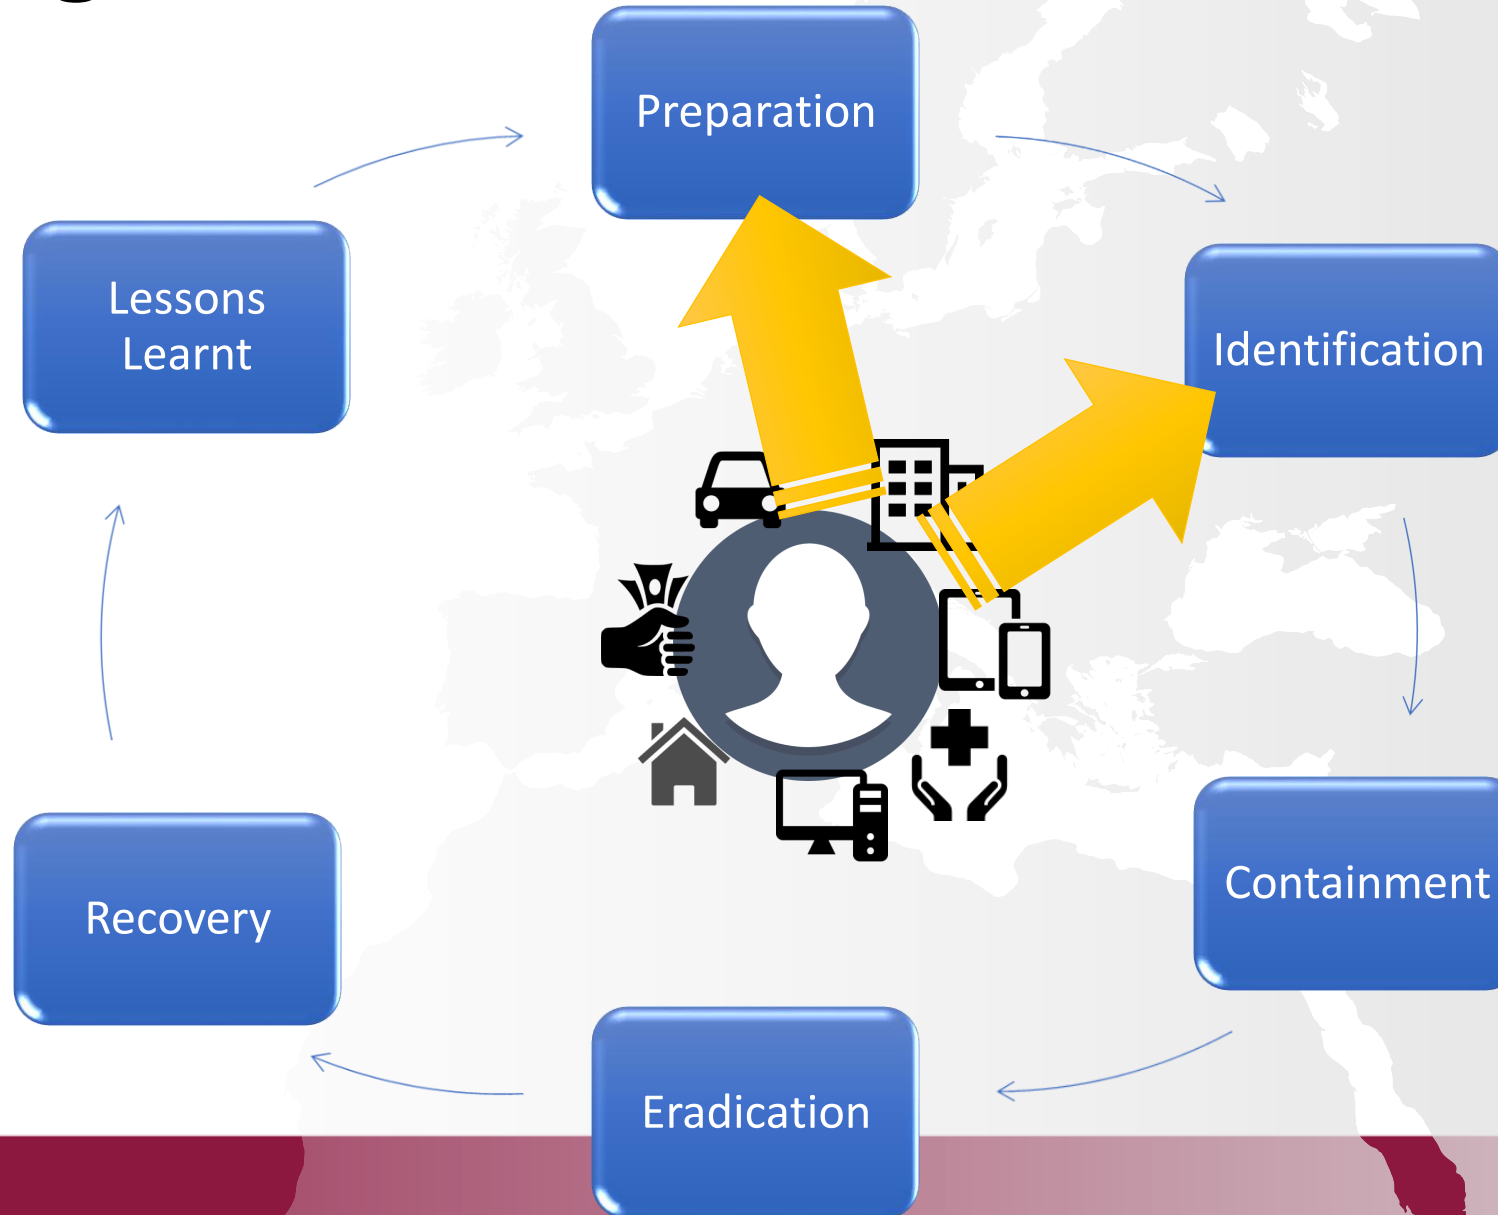 Preparation
Identification
Containment
Eradication
Recovery
Lessons
Learnt